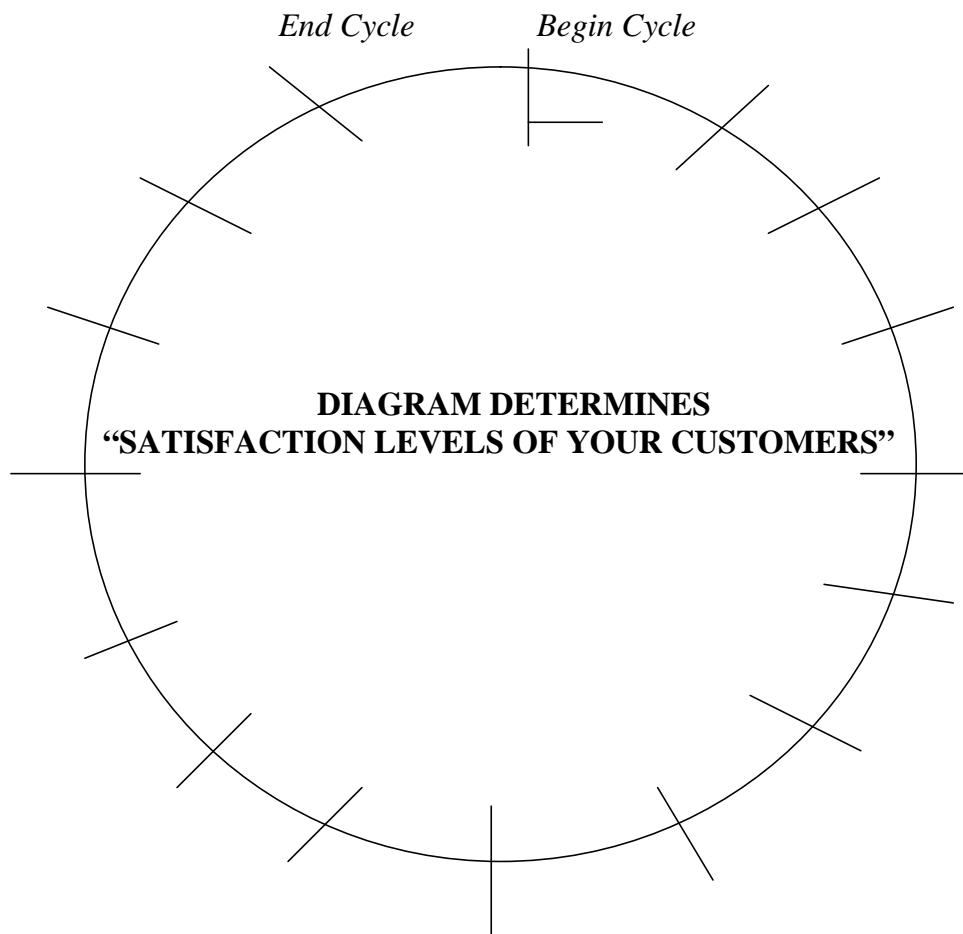 End Cycle Begin Cycle
DIAGRAM DETERMINES
“SATISFACTION LEVELS OF YOUR CUSTOMERS”